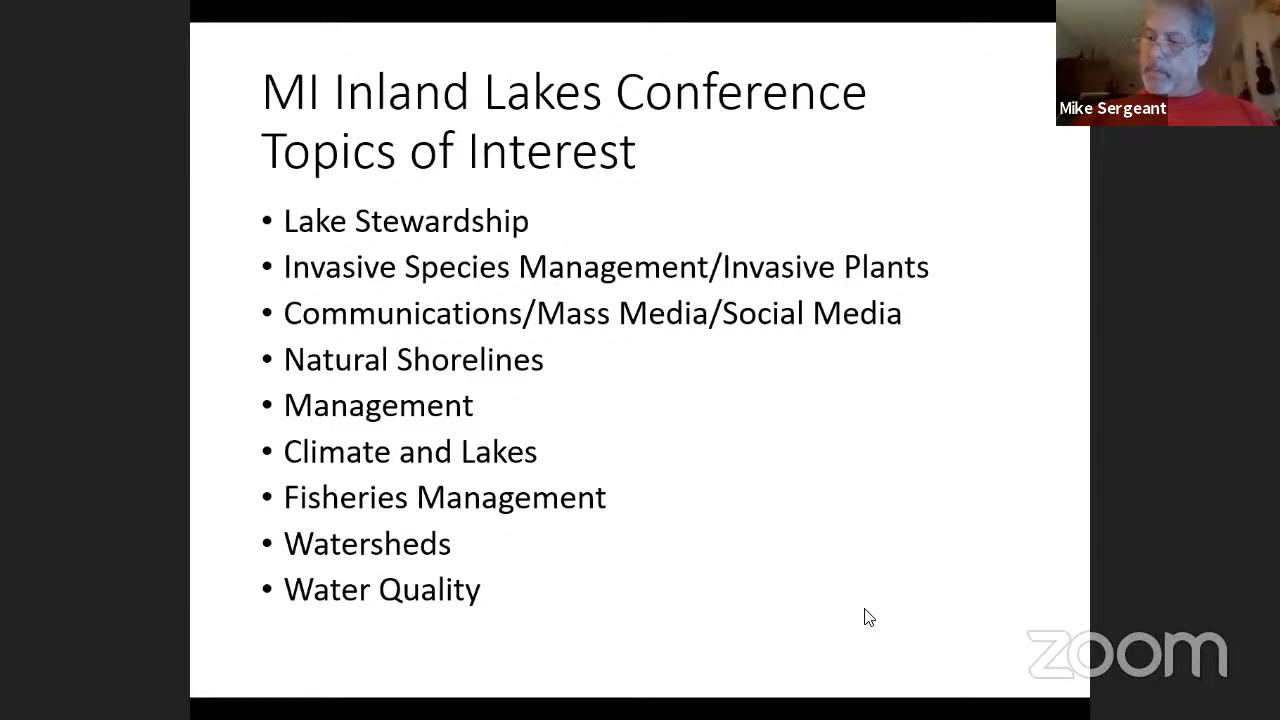 MI Inland Lakes Conference
Topics of Interest
• Lake Stewardship
• Invasive Species Management/Invasive Plants
• Communications/Mass Media/Social Media
• Natural Shorelines
• Management
• Climate and Lakes
• Fisheries Management
• Watersheds
• Water Quality
Mike Sergeant
zoom